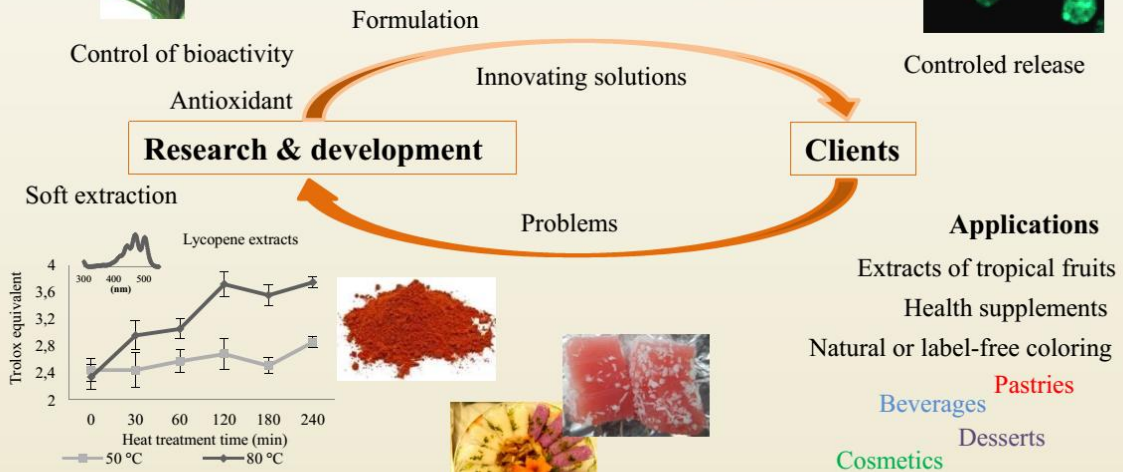 Formulation
Control of bioactivity
Innovating solutions
Controled release
Antioxidant
Research & development
Clients
Soft extraction
Problems
Applications
Extracts of tropical fruits
Health supplements
Natural or label-free coloring
Pastries
Beverages
Desserts
Cosmetics
Lycopene extracts
300 400 500
(nm)
Trolox equivalent
4
3,6
3,2
2,8
2,4
2
0 30 60 120 180 240
Heat treatment time (min)
50 °C 80 °C